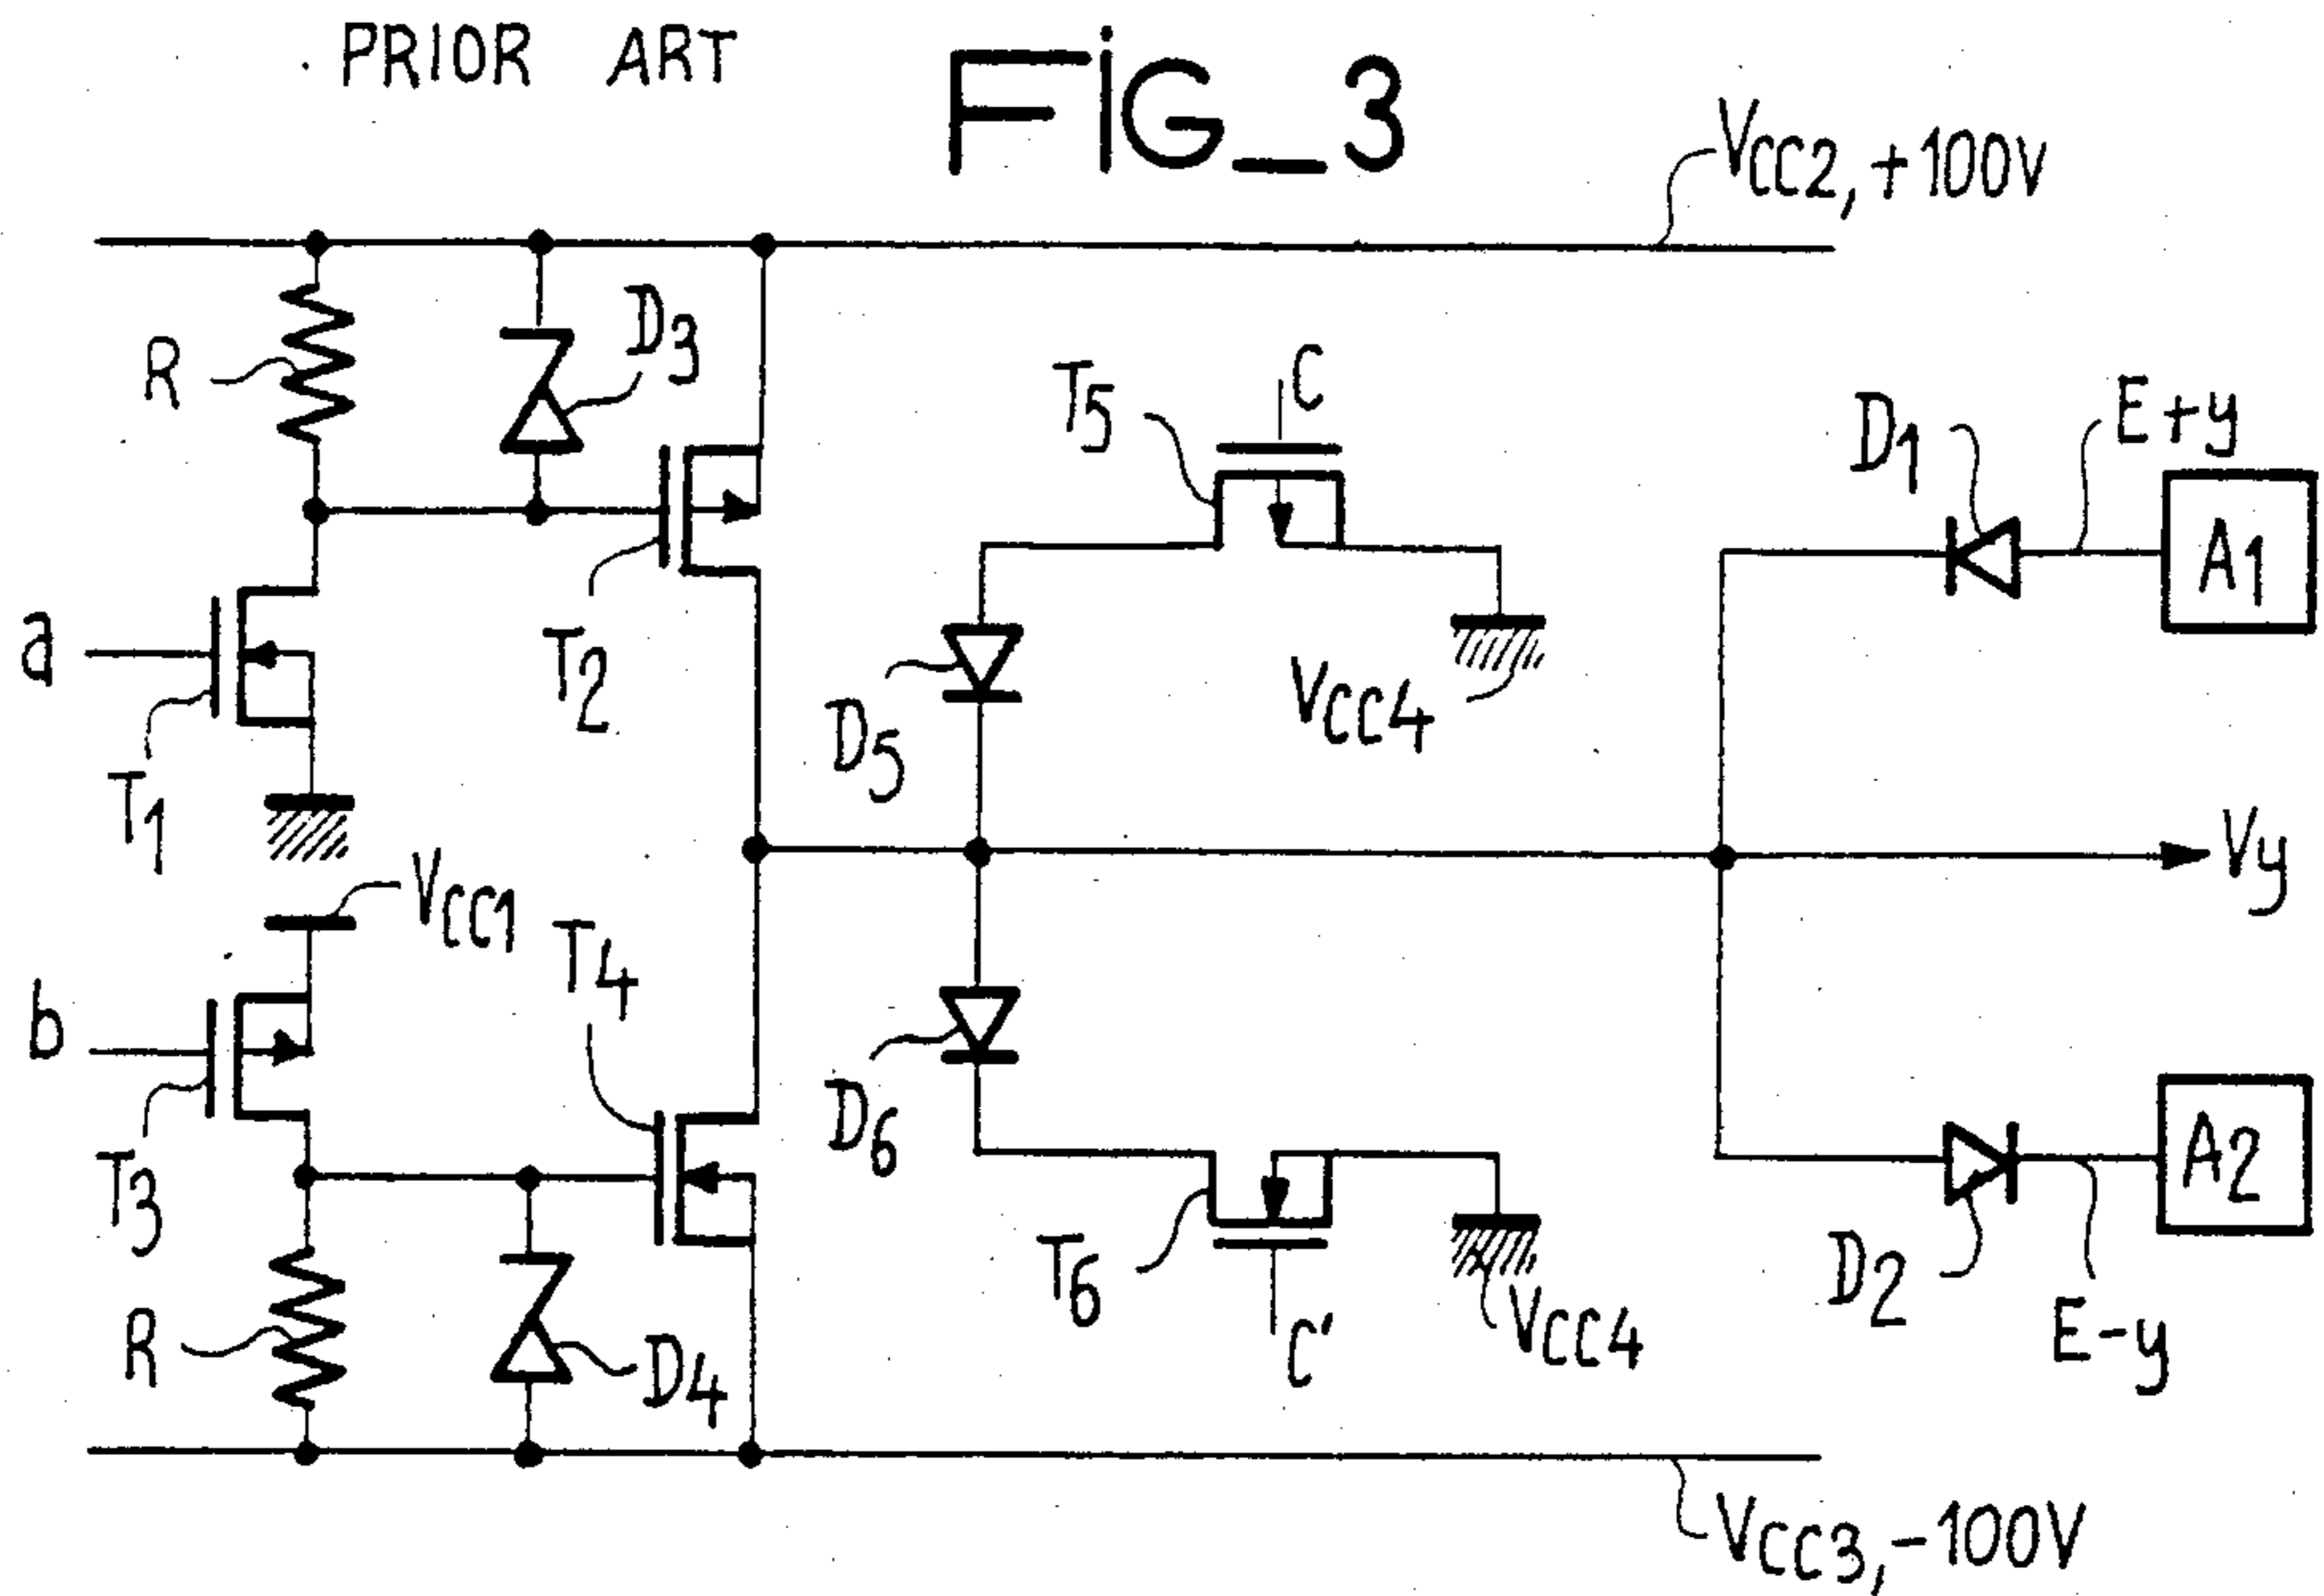 PRIOR ART
FIG_3
VCC2,+100V
R
D3
T5
C
D1
E+y
A1
a
T2
D5
VCC4
T1
Vy
VCC1
T4
b
D6
A2
T3
T6
D2
VCC4
E-y
R
D4
C'
VCC3,-100V